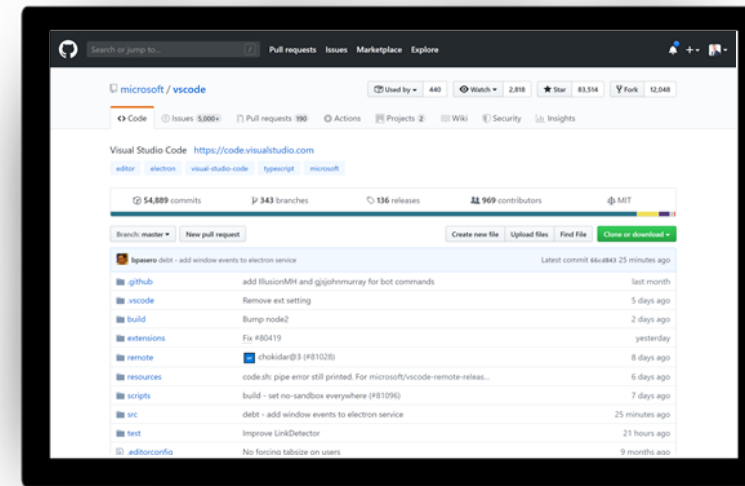 Search or jump to... / Pull requests Issues Marketplace Explore
microsoft / vscode Used by 440 Watch 2,818 Star 83,514 Fork 12,048
Code Issues 5,000+ Pull requests 190 Actions Projects 2 Wiki Security Insights
Visual Studio Code https://code.visualstudio.com
editor electron visual-studio-code typescript microsoft
54,889 commits 343 branches 136 releases 969 contributors MIT
Branch: master New pull request Create new file Upload files Find File Clone or download
bpasero debt - add window events to electron service Latest commit 66cd843 25 minutes ago
.github add IllusionMH and gjsjohnmurray for bot commands last month
.vscode Remove ext setting 5 days ago
build Bump node2 2 days ago
extensions Fix #80419 yesterday
remote chokidar@3 (#81028) 8 days ago
resources code.sh: pipe error still printed. For microsoft/vscode-remote-releas... 6 days ago
scripts build - set no-sandbox everywhere (#81096) 7 days ago
src debt - add window events to electron service 25 minutes ago
test Improve LinkDetector 21 hours ago
.editorconfig No forcing tabsize on users 9 months ago